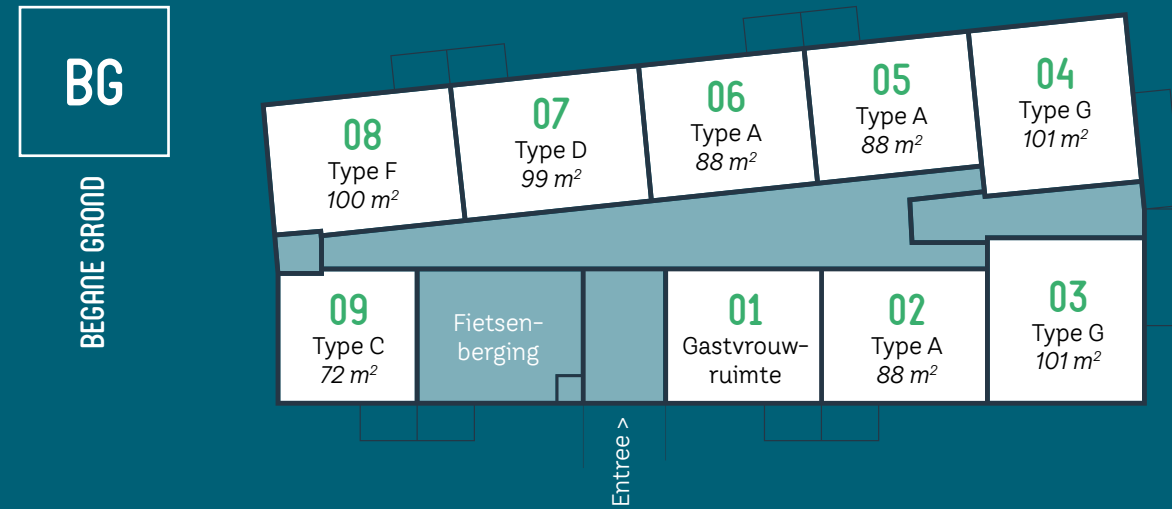 BG
BEGANE GROND
08
Type F
100 m²
07
Type D
99 m²
06
Type A
88 m²
05
Type A
88 m²
04
Type G
101 m²
09
Type C
72 m²
Fietsen-
berging
01
Gastvrouw-
ruimte
02
Type A
88 m²
03
Type G
101 m²
Entree >